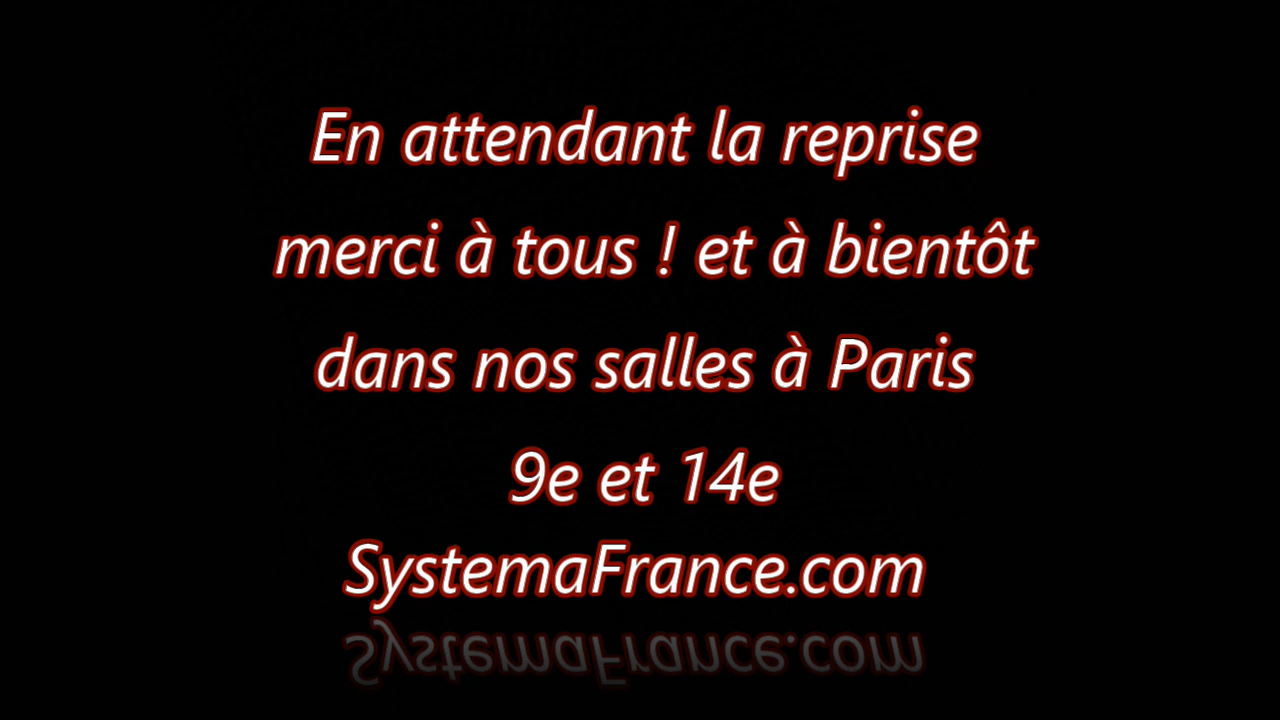 En attendant la reprise
merci à tous ! et à bientôt
dans nos salles à Paris
9e et 14e
SystemaFrance.com